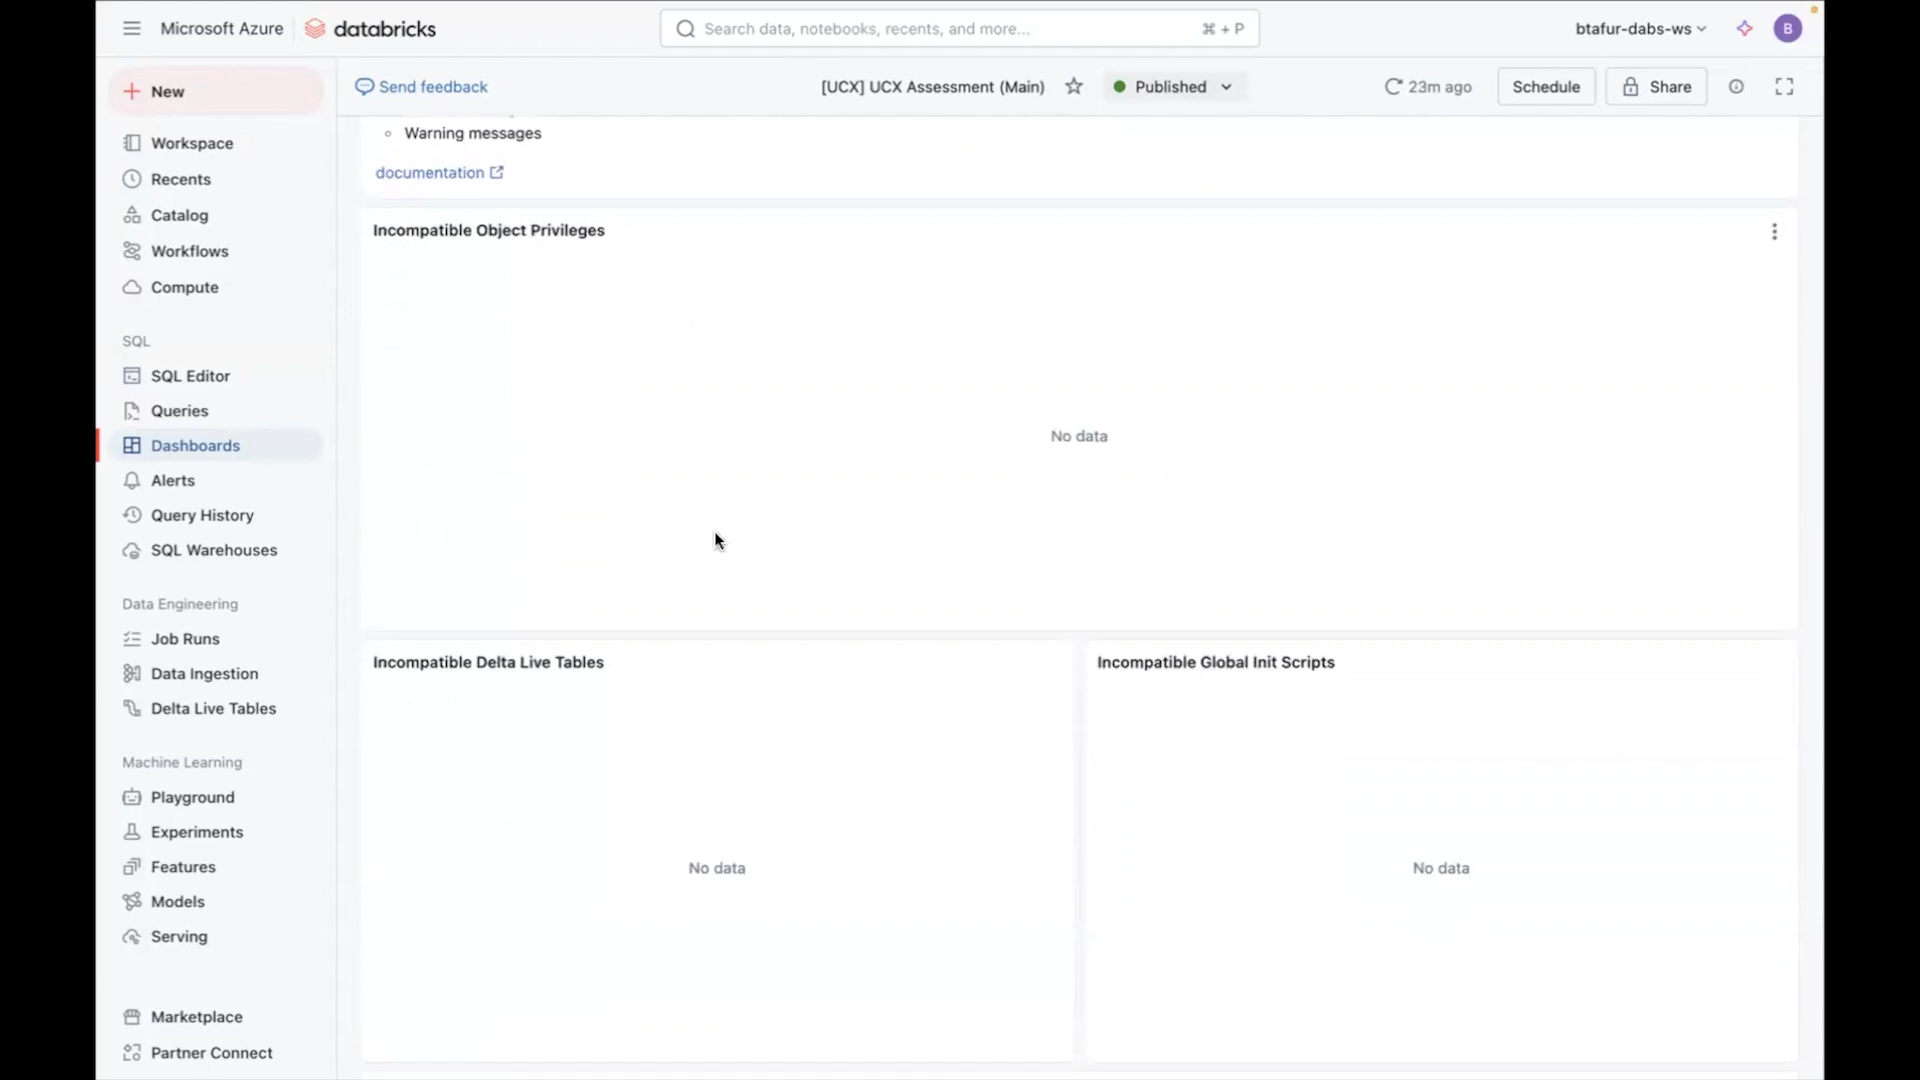 Microsoft Azure
databricks
Search data, notebooks, recents, and more...
⌘ + P
btafur-dabs-ws
B
New
Send feedback
[UCX] UCX Assessment (Main)
Published
23m ago
Schedule
Share
Workspace
Recents
Catalog
Workflows
Compute
SQL
SQL Editor
Queries
Dashboards
Alerts
Query History
SQL Warehouses
Data Engineering
Job Runs
Data Ingestion
Delta Live Tables
Machine Learning
Playground
Experiments
Features
Models
Serving
Marketplace
Partner Connect
Warning messages
documentation
Incompatible Object Privileges
No data
Incompatible Delta Live Tables
No data
Incompatible Global Init Scripts
No data